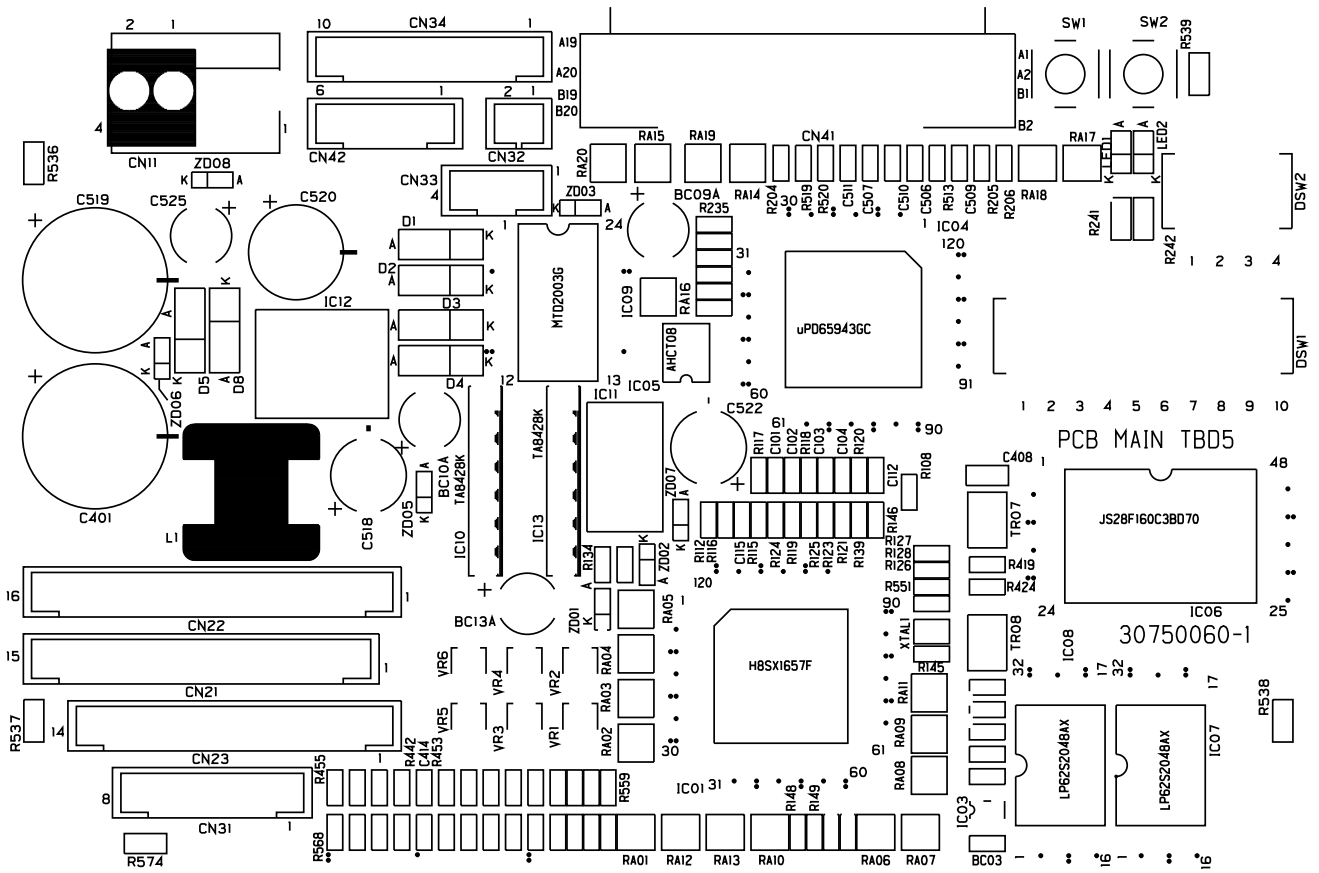 2 1
10 CN34 1
A19
A20
B19
B20
A1
A2
B1
B2
SW1 SW2
R539
4 1
CN11
6 1
CN42
2 1
CN32
R536
ZD08
K A
CN33
4
1
ZD03
K A
RA20
RA15 RA19
RA14
BC09A
CN41
R204
30
R519
R520
C511
C507
C510
C506
R513
C509
R205
R206
RA18
RA17
LED1
LED2
A A
K K
R241
R242
DSW2
1 2 3 4
C519
C525
C520
D1
A K
D2
A K
D3
A K
D4
A K
1 24
MTD2003G
12 13
IC05
IC09
RA16
R235
31
AHCT08
60
1
IC04
120
uPD65943GC
91
90
DSW1
1 2 3 4 5 6 7 8 9 10
IC12
A
K
D5
K
A
D8
A
K
ZD06
C401
L1
C518
ZD05
A
K
BC10A
TA8428K
IC10
TA8428K
IC13
IC11
C522
R117
C101
61
C102
R118
C103
C104
R120
C112
R108
ZD07
A
K
R112
R116
C115
R115
R124
R119
R125
R123
R121
R139
R146
PCB MAIN TBD5
C408
TR07
R419
R424
1 48
JS28F160C3BD70
24 25
IC06
30750060-1
R127
R128
R126
R551
90
XTAL1
R145
TR08
R134
ZD02
K
A
A
K
ZD01
BC13A
RA05
RA04
RA03
RA02
120
1
30
H8SX1657F
IC01
31
60
61
RA11
RA09
RA08
16 1
CN22
15 1
CN21
14 1
CN23
8 1
CN31
R537
R574
VR6
VR4
VR2
VR5
VR3
VR1
R455
R442
C414
R453
R559
R568
R148
R149
RA01 RA12 RA13 RA10 RA06 RA07
IC03
BC03
IC08
32 17
LP62S2048AX
1 16
32 17
LP62S2048AX
IC07
1 16
R538